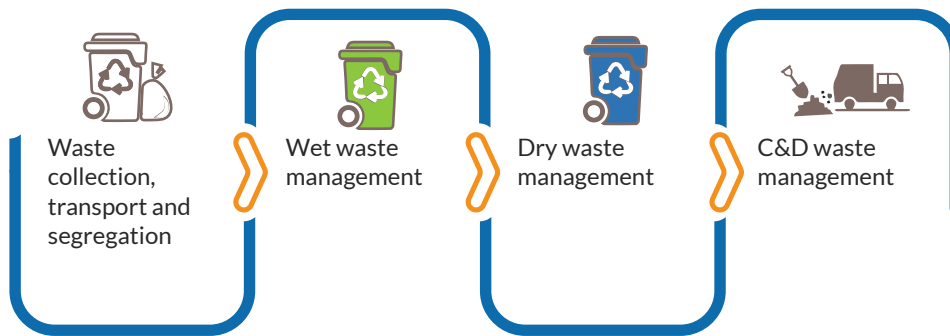 Waste
collection,
transport and
segregation
Wet waste
management
Dry waste
management
C&D waste
management